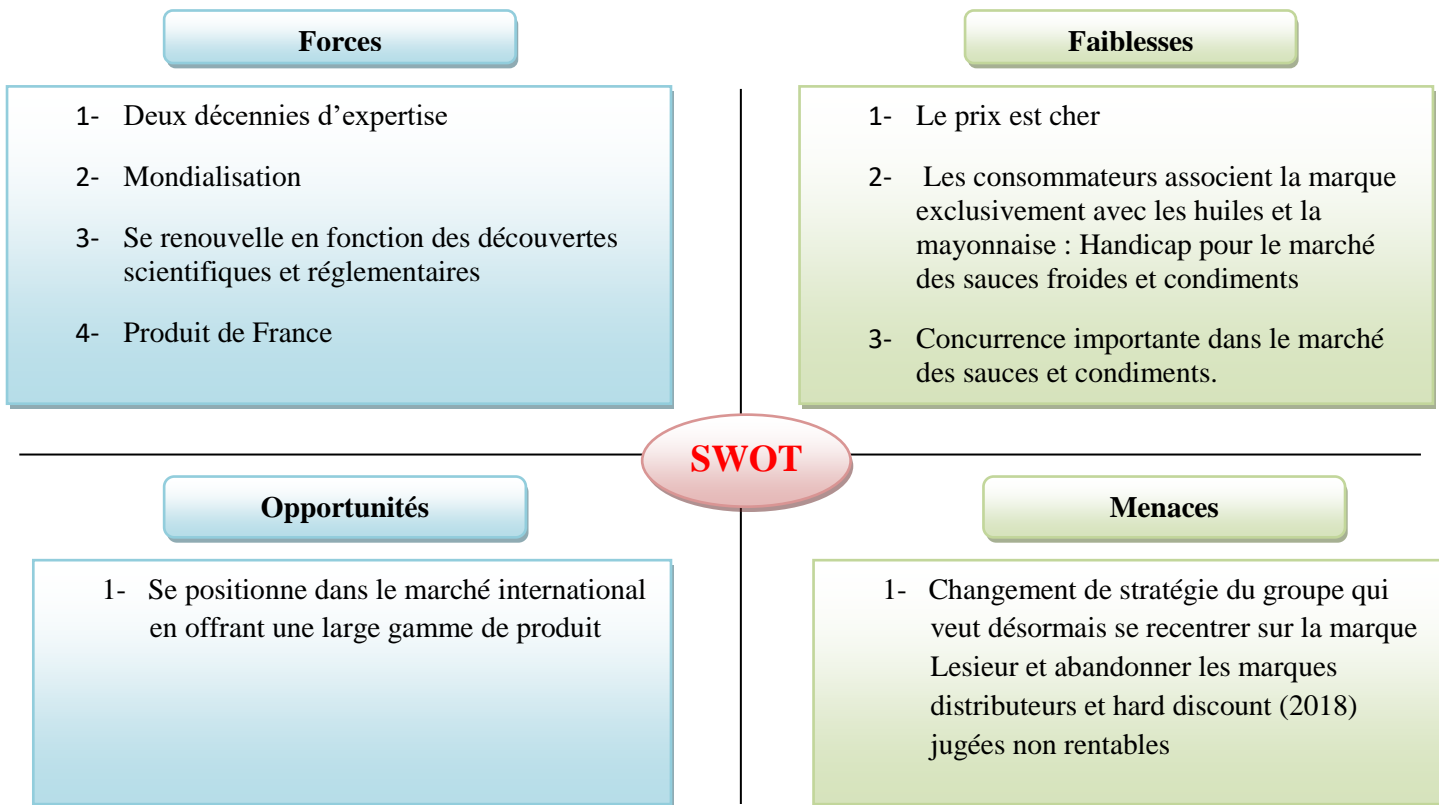 Forces
1- Deux décennies d’expertise
2- Mondialisation
3- Se renouvelle en fonction des découvertes
scientifiques et réglementaires
4- Produit de France
Faiblesses
1- Le prix est cher
2- Les consommateurs associent la marque
exclusivement avec les huiles et la
mayonnaise : Handicap pour le marché
des sauces froides et condiments
3- Concurrence importante dans le marché
des sauces et condiments.
SWOT
Opportunités
1- Se positionne dans le marché international
en offrant une large gamme de produit
Menaces
1- Changement de stratégie du groupe qui
veut désormais se recentrer sur la marque
Lesieur et abandonner les marques
distributeurs et hard discount (2018)
jugées non rentables